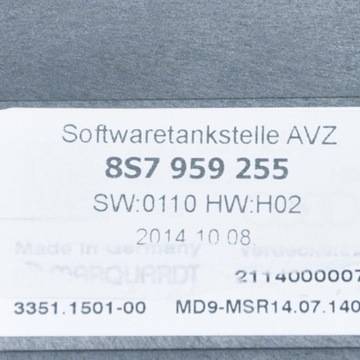 Softwaretankstelle AVZ
8S7 959 255
SW:0110 HW:H02
2014 10 08
Made in Germany
MARQUARDT 2114000007
3351.1501-00 MD9-MSR14.07.140